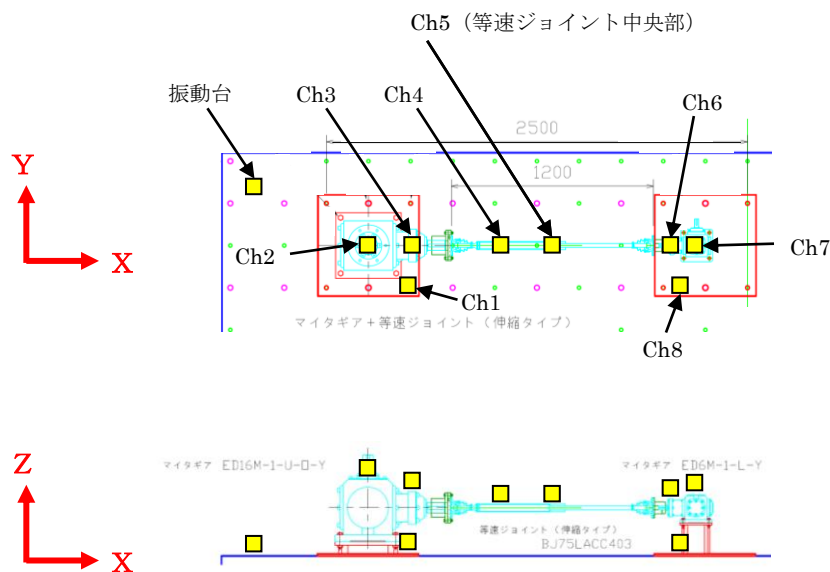 Ch5（等速ジョイント中央部）
振動台
Ch3
Ch4
Ch6
2500
Y
1200
X
Ch2
Ch7
Ch1
マイタギア＋等速ジョイント（伸縮タイプ）
Ch8
Z
マイタギア ED16M-1-U-ロ-Y
マイタギア ED6M-1-L-Y
等速ジョイント（伸縮タイプ）
BJ75LACC403
X